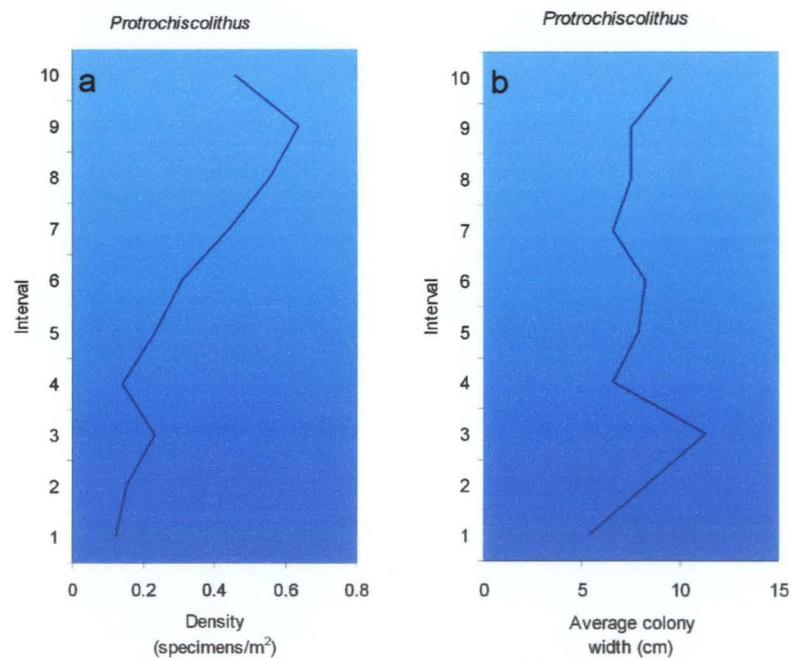 Protrochiscolithus
a
10
9
8
7
6
5
4
3
2
1
Interval
0 0.2 0.4 0.6 0.8
Density
(specimens/m²)
Protrochiscolithus
b
10
9
8
7
6
5
4
3
2
1
Interval
0 5 10 15
Average colony
width (cm)